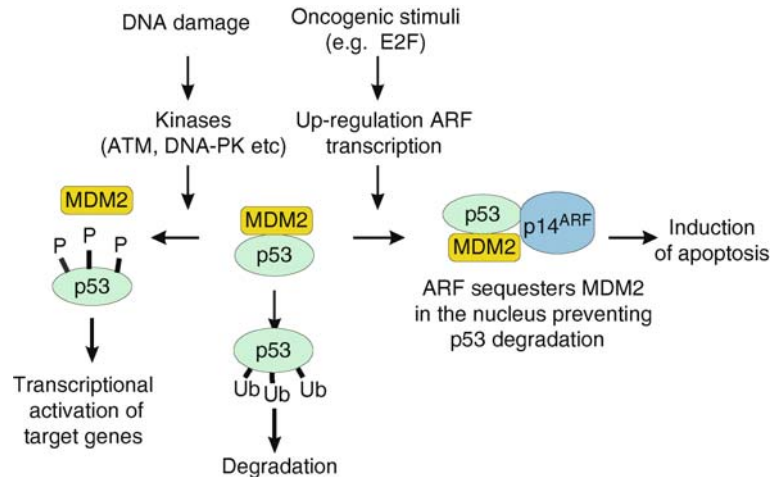 DNA damage
Oncogenic stimuli
(e.g. E2F)
Kinases
(ATM, DNA-PK etc)
Up-regulation ARF
transcription
MDM2
P
P
P
p53
MDM2
p53
p53
MDM2
p14ARF
Induction
of apoptosis
ARF sequesters MDM2
in the nucleus preventing
p53 degradation
Transcriptional
activation of
target genes
p53
Ub
Ub
Ub
Degradation